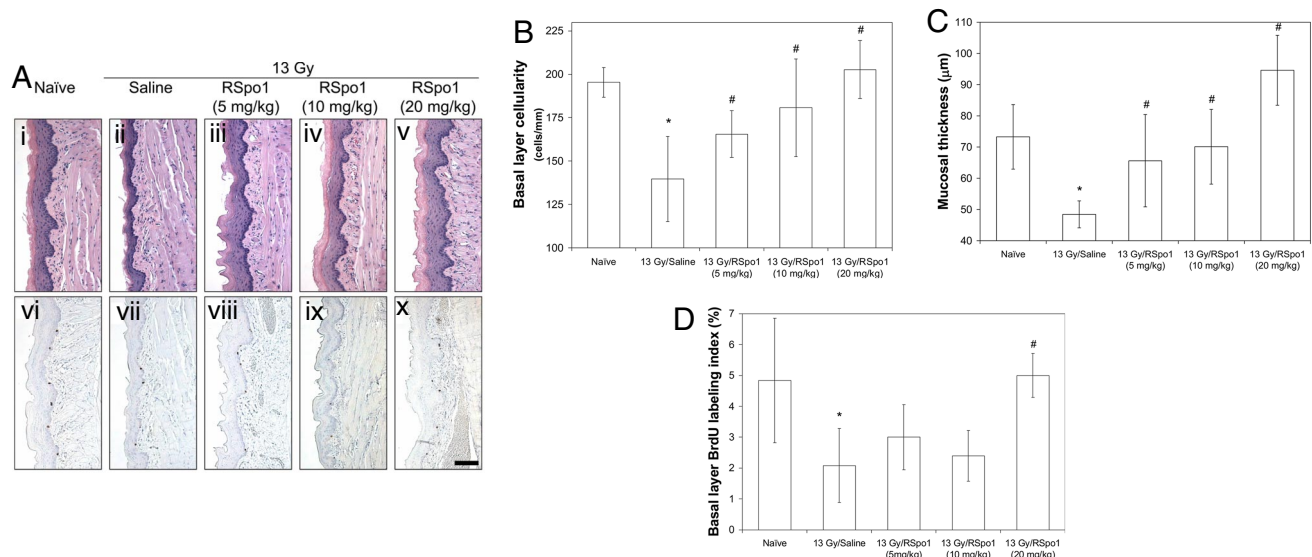 A
Naïve
13 Gy
Saline
RSpo1
(5 mg/kg)
RSpo1
(10 mg/kg)
RSpo1
(20 mg/kg)
i
ii
iii
iv
v
vi
vii
viii
ix
x
B
Basal layer cellularity
(cells/mm)
225
200
175
150
125
100
*
#
#
#
Naïve
13 Gy/Saline
13 Gy/RSpo1
(5 mg/kg)
13 Gy/RSpo1
(10 mg/kg)
13 Gy/RSpo1
(20 mg/kg)
C
Mucosal thickness (μm)
110
100
90
80
70
60
50
40
*
#
#
#
Naïve
13 Gy/Saline
13 Gy/RSpo1
(5 mg/kg)
13 Gy/RSpo1
(10 mg/kg)
13 Gy/RSpo1
(20 mg/kg)
D
Basal layer BrdU labeling index (%)
7
6
5
4
3
2
1
0
*
#
Naïve
13 Gy/Saline
13 Gy/RSpo1
(5mg/kg)
13 Gy/RSpo1
(10 mg/kg)
13 Gy/RSpo1
(20 mg/kg)